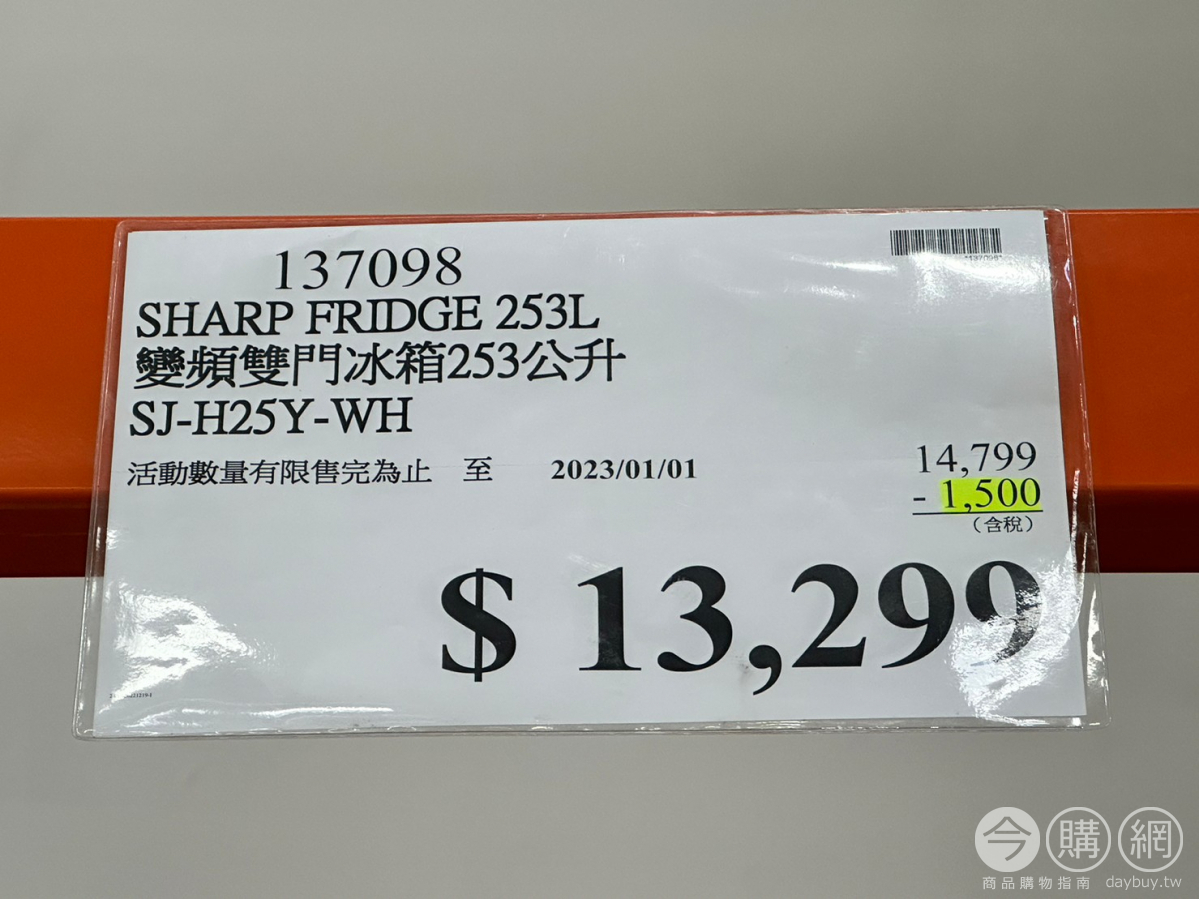 137098
*137098*
SHARP FRIDGE 253L
變頻雙門冰箱253公升
SJ-H25Y-WH
活動數量有限售完為止 至 2023/01/01
14,799
- 1,500
（含稅）
$ 13,299
今購網
商品購物指南 daybuy.tw